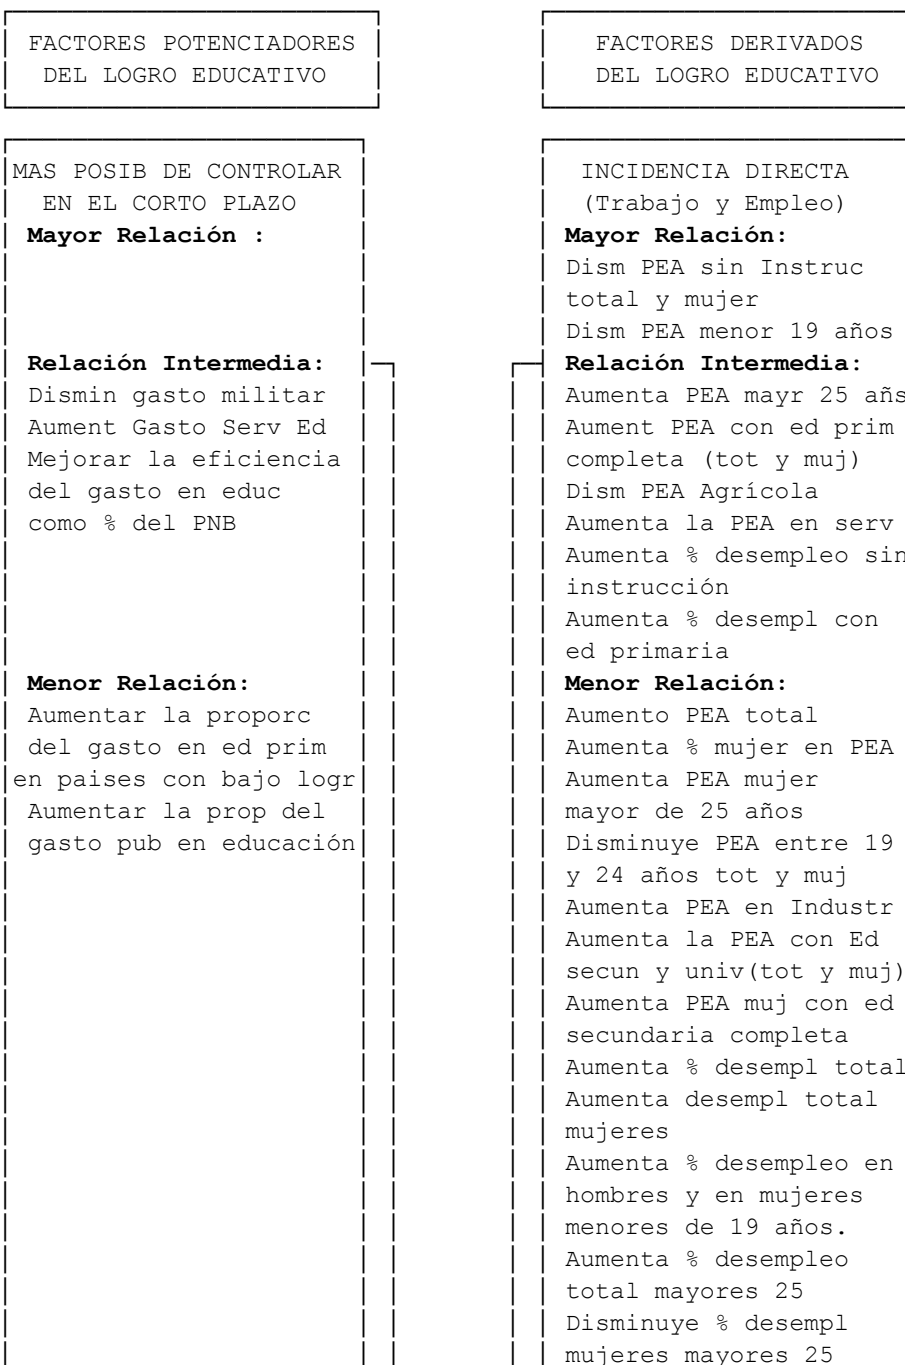 FACTORES POTENCIADORES
DEL LOGRO EDUCATIVO
MAS POSIB DE CONTROLAR
EN EL CORTO PLAZO
Mayor Relación :
Relación Intermedia:
Dismin gasto militar
Aument Gasto Serv Ed
Mejorar la eficiencia
del gasto en educ
como % del PNB
Menor Relación:
Aumentar la proporc
del gasto en ed prim
en paises con bajo logr
Aumentar la prop del
gasto pub en educación
FACTORES DERIVADOS
DEL LOGRO EDUCATIVO
INCIDENCIA DIRECTA
(Trabajo y Empleo)
Mayor Relación:
Dism PEA sin Instruc
total y mujer
Dism PEA menor 19 años
Relación Intermedia:
Aumenta PEA mayr 25 añs
Aument PEA con ed prim
completa (tot y muj)
Dism PEA Agrícola
Aumenta la PEA en serv
Aumenta % desempleo sin
instrucción
Aumenta % desempl con
ed primaria
Menor Relación:
Aumento PEA total
Aumenta % mujer en PEA
Aumenta PEA mujer
mayor de 25 años
Disminuye PEA entre 19
y 24 años tot y muj
Aumenta PEA en Industr
Aumenta la PEA con Ed
secun y univ(tot y muj)
Aumenta PEA muj con ed
secundaria completa
Aumenta % desempl total
Aumenta desempl total
mujeres
Aumenta % desempleo en
hombres y en mujeres
menores de 19 años.
Aumenta % desempleo
total mayores 25
Disminuye % desempl
mujeres mayores 25